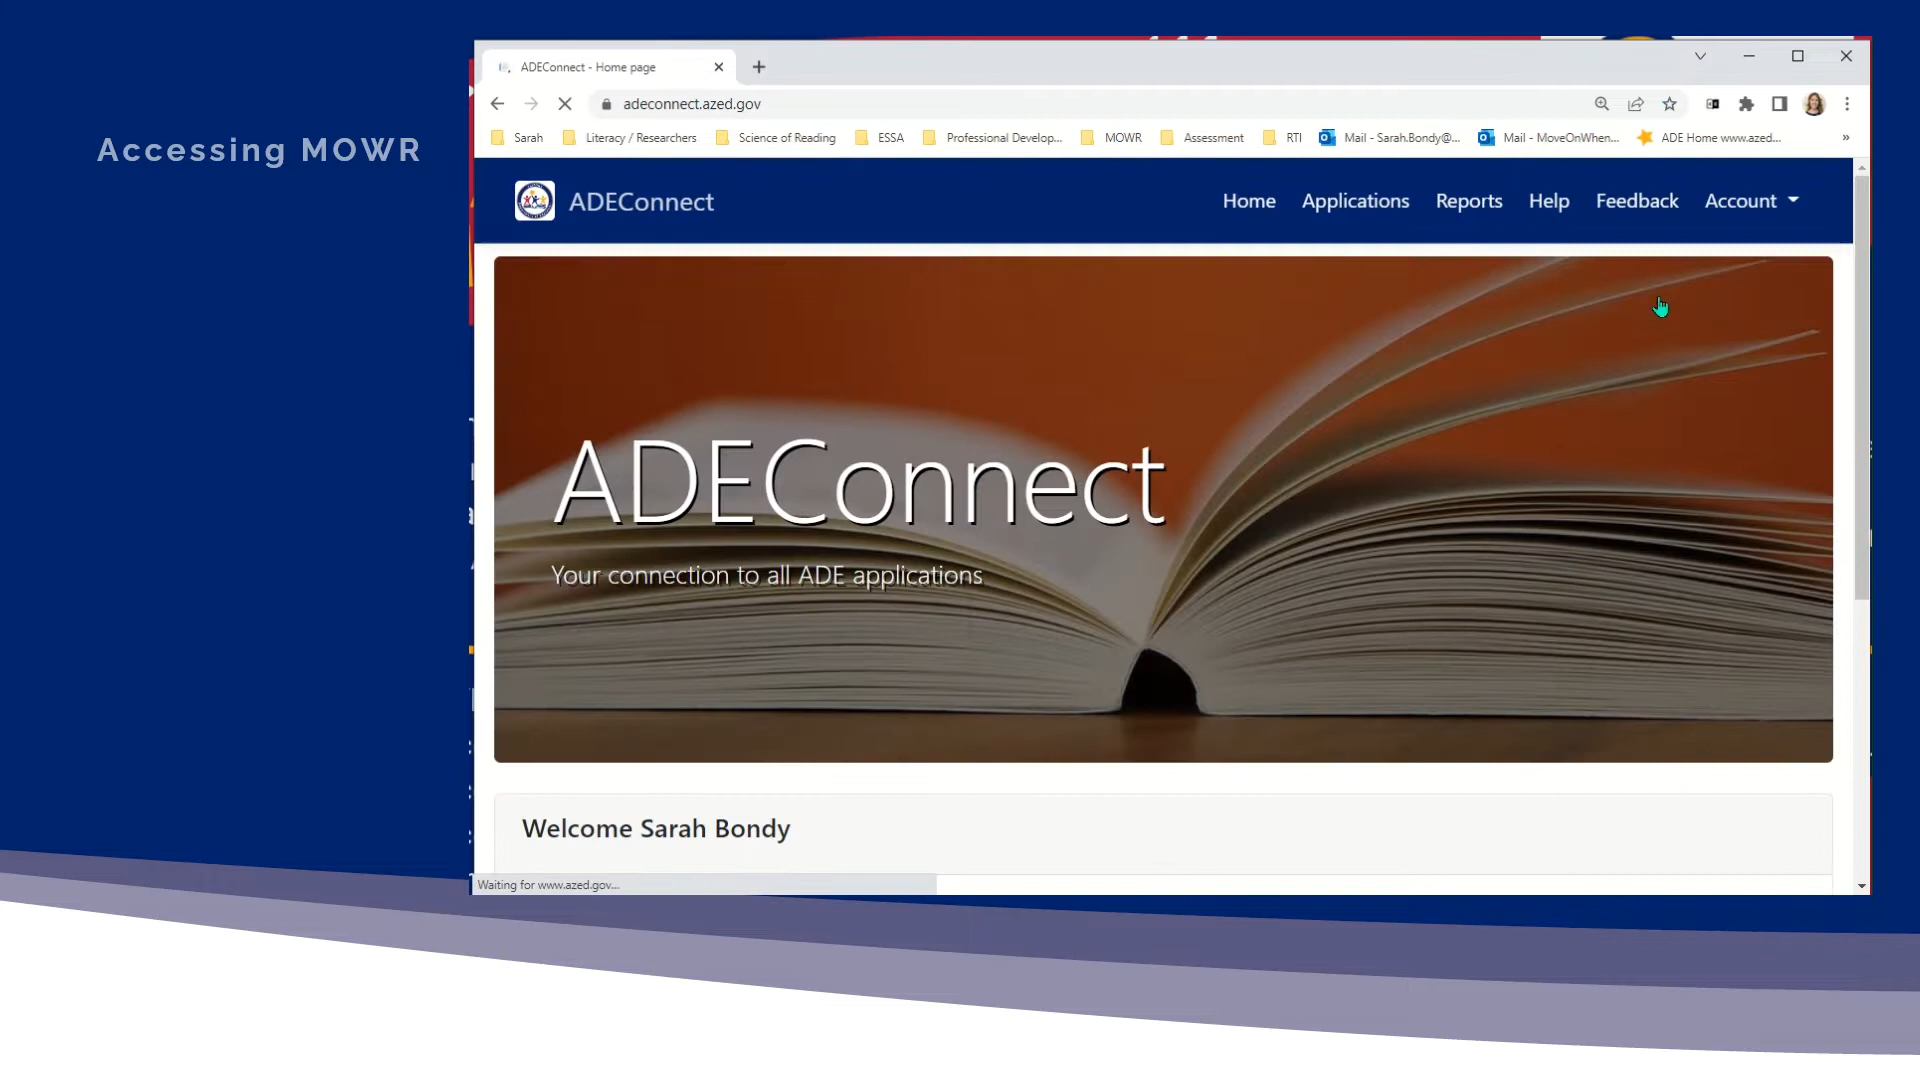 Accessing MOWR
ADEConnect - Home page
adeconnect.azed.gov
Sarah
Literacy / Researchers
Science of Reading
ESSA
Professional Develop...
MOWR
Assessment
RTI
Mail - Sarah.Bondy@...
Mail - MoveOnWhen...
ADE Home www.azed...
»
ADEConnect
Home
Applications
Reports
Help
Feedback
Account
ADEConnect
Your connection to all ADE applications
Welcome Sarah Bondy
Waiting for www.azed.gov...